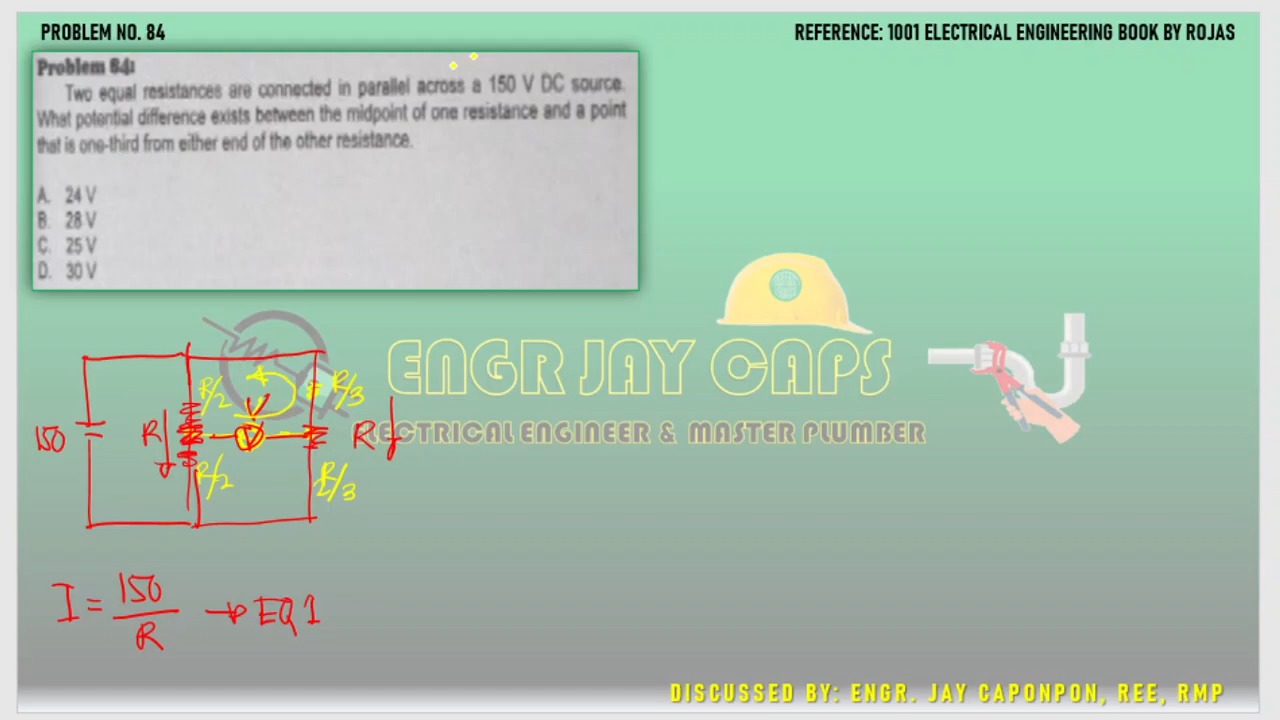 PROBLEM NO. 84
REFERENCE: 1001 ELECTRICAL ENGINEERING BOOK BY ROJAS
Problem 84:
Two equal resistances are connected in parallel across a 150 V DC source.
What potential difference exists between the midpoint of one resistance and a point
that is one-third from either end of the other resistance.
A. 24 V
B. 28 V
C. 25 V
D. 30 V
ENGR JAY CAPS
ELECTRICAL ENGINEER & MASTER PLUMBER
150
R
R/2
R/2
V
R/3
R
I = 150
R
→ EQ 1
DISCUSSED BY: ENGR. JAY CAPONPON, REE, RMP